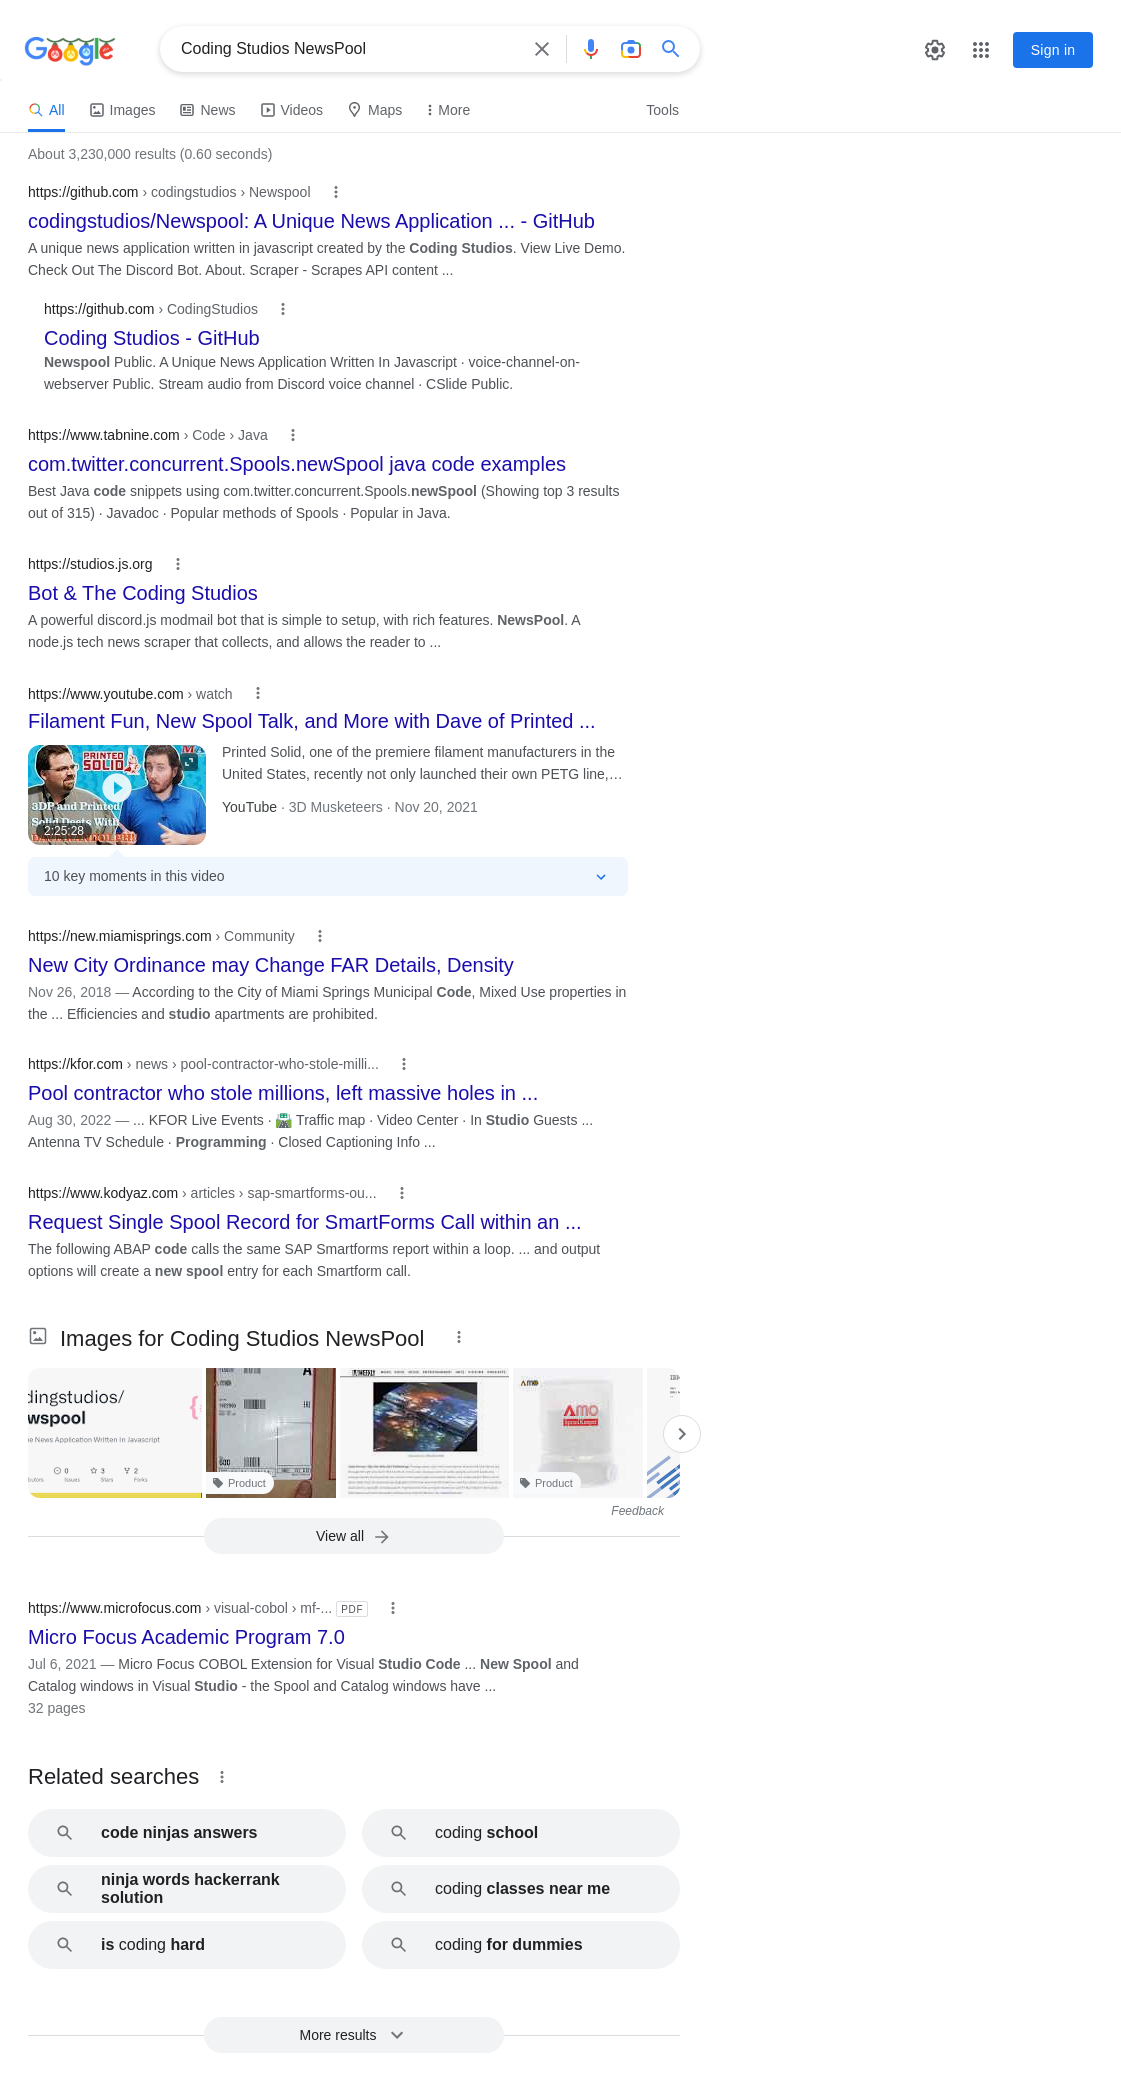 Google
Coding Studios NewsPool
Sign in
All
Images
News
Videos
Maps
More
Tools
About 3,230,000 results (0.60 seconds)
https://github.com › codingstudios › Newspool
codingstudios/Newspool: A Unique News Application ... - GitHub
A unique news application written in javascript created by the Coding Studios. View Live Demo.
Check Out The Discord Bot. About. Scraper - Scrapes API content ...
https://github.com › CodingStudios
Coding Studios - GitHub
Newspool Public. A Unique News Application Written In Javascript · voice-channel-on-
webserver Public. Stream audio from Discord voice channel · CSlide Public.
https://www.tabnine.com › Code › Java
com.twitter.concurrent.Spools.newSpool java code examples
Best Java code snippets using com.twitter.concurrent.Spools.newSpool (Showing top 3 results
out of 315) · Javadoc · Popular methods of Spools · Popular in Java.
https://studios.js.org
Bot & The Coding Studios
A powerful discord.js modmail bot that is simple to setup, with rich features. NewsPool. A
node.js tech news scraper that collects, and allows the reader to ...
https://www.youtube.com › watch
Filament Fun, New Spool Talk, and More with Dave of Printed ...
PRINTED
SOLID
3DP and Printed
Solid Deets With
2:25:28
Printed Solid, one of the premiere filament manufacturers in the
United States, recently not only launched their own PETG line,…
YouTube · 3D Musketeers · Nov 20, 2021
10 key moments in this video
https://new.miamisprings.com › Community
New City Ordinance may Change FAR Details, Density
Nov 26, 2018 — According to the City of Miami Springs Municipal Code, Mixed Use properties in
the ... Efficiencies and studio apartments are prohibited.
https://kfor.com › news › pool-contractor-who-stole-milli...
Pool contractor who stole millions, left massive holes in ...
Aug 30, 2022 — ... KFOR Live Events · 🛣️ Traffic map · Video Center · In Studio Guests ...
Antenna TV Schedule · Programming · Closed Captioning Info ...
https://www.kodyaz.com › articles › sap-smartforms-ou...
Request Single Spool Record for SmartForms Call within an ...
The following ABAP code calls the same SAP Smartforms report within a loop. ... and output
options will create a new spool entry for each Smartform call.
Images for Coding Studios NewsPool
dingstudios/
wspool
e News Application Written In Javascript
0
3
2
Issues
Stars
Forks
Product
AMO
AMO
Product
Feedback
View all
https://www.microfocus.com › visual-cobol › mf-... PDF
Micro Focus Academic Program 7.0
Jul 6, 2021 — Micro Focus COBOL Extension for Visual Studio Code ... New Spool and
Catalog windows in Visual Studio - the Spool and Catalog windows have ...
32 pages
Related searches
code ninjas answers
coding school
ninja words hackerrank
solution
coding classes near me
is coding hard
coding for dummies
More results